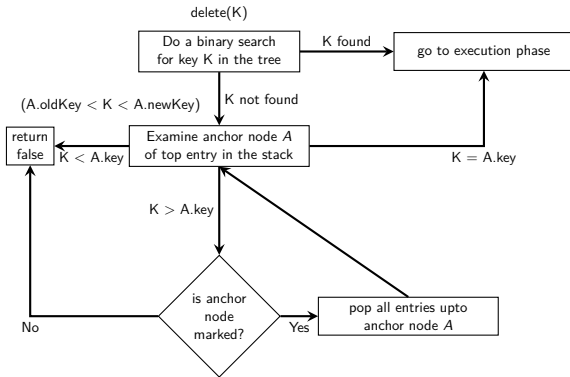 delete(K)
Do a binary search
for key K in the tree
K found
go to execution phase
K not found
(A.oldKey < K < A.newKey)
return
false
K < A.key
Examine anchor node A
of top entry in the stack
K = A.key
K > A.key
is anchor
node
marked?
No
Yes
pop all entries upto
anchor node A